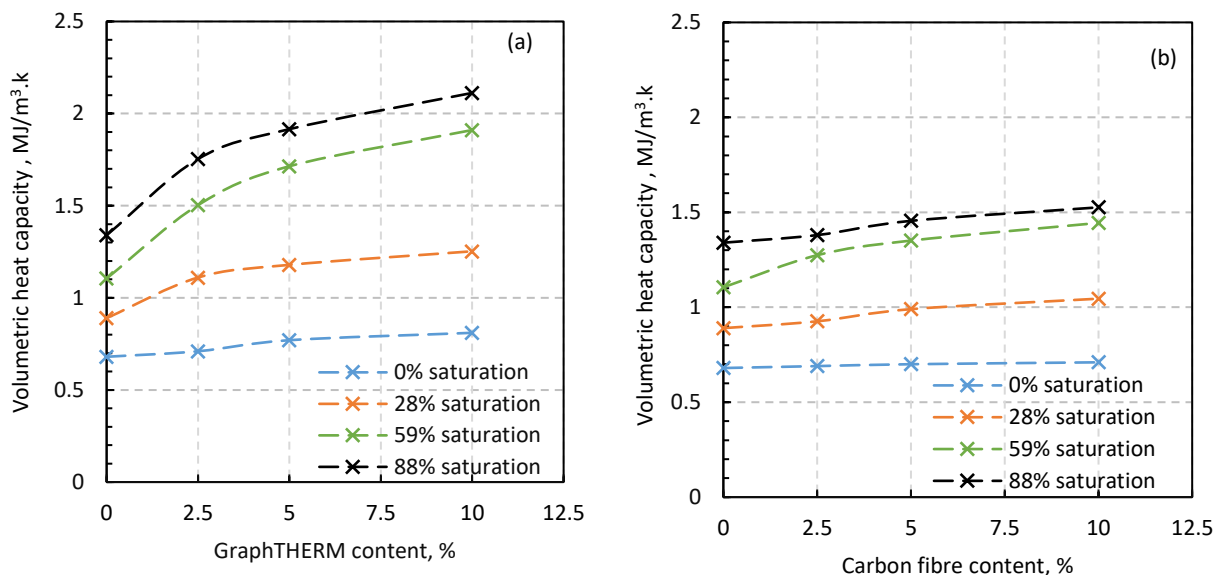 (a)
Volumetric heat capacity , MJ/m³.k
2.5
2
1.5
1
0.5
0
0
2.5
5
7.5
10
12.5
GraphTHERM content, %
0% saturation
28% saturation
59% saturation
88% saturation
(b)
Volumetric heat capacity , MJ/m³.k
2.5
2
1.5
1
0.5
0
0
2.5
5
7.5
10
12.5
Carbon fibre content, %
0% saturation
28% saturation
59% saturation
88% saturation